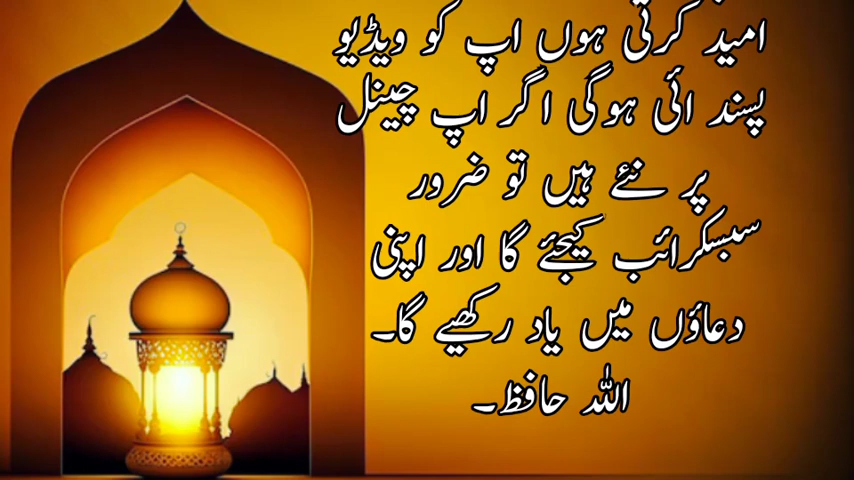 امید کرتی ہوں اپ کو ویڈیو
پسند ائی ہوگی اگر اپ چینل
پر نئے ہیں تو ضرور
سبسکرائب کیجئے گا اور اپنی
دعاؤں میں یاد رکھیے گا۔
اللہ حافظ۔